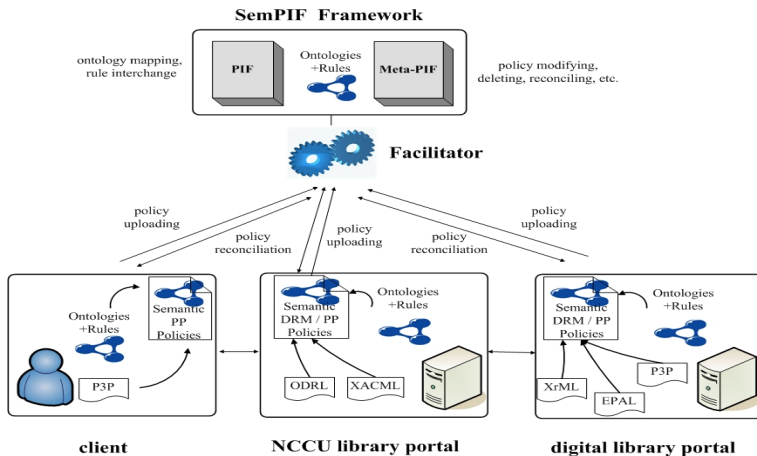 SemPIF Framework
ontology mapping,
rule interchange
PIF
Ontologies
+Rules
Meta-PIF
policy modifying,
deleting, reconciling, etc.
Facilitator
policy
uploading
policy
reconciliation
policy
uploading
policy
reconciliation
policy
uploading
Ontologies
+Rules
Semantic
PP
Policies
P3P
Semantic
DRM / PP
Policies
Ontologies
+Rules
ODRL
XACML
Semantic
DRM / PP
Policies
Ontologies
+Rules
XrML
EPAL
P3P
client
NCCU library portal
digital library portal